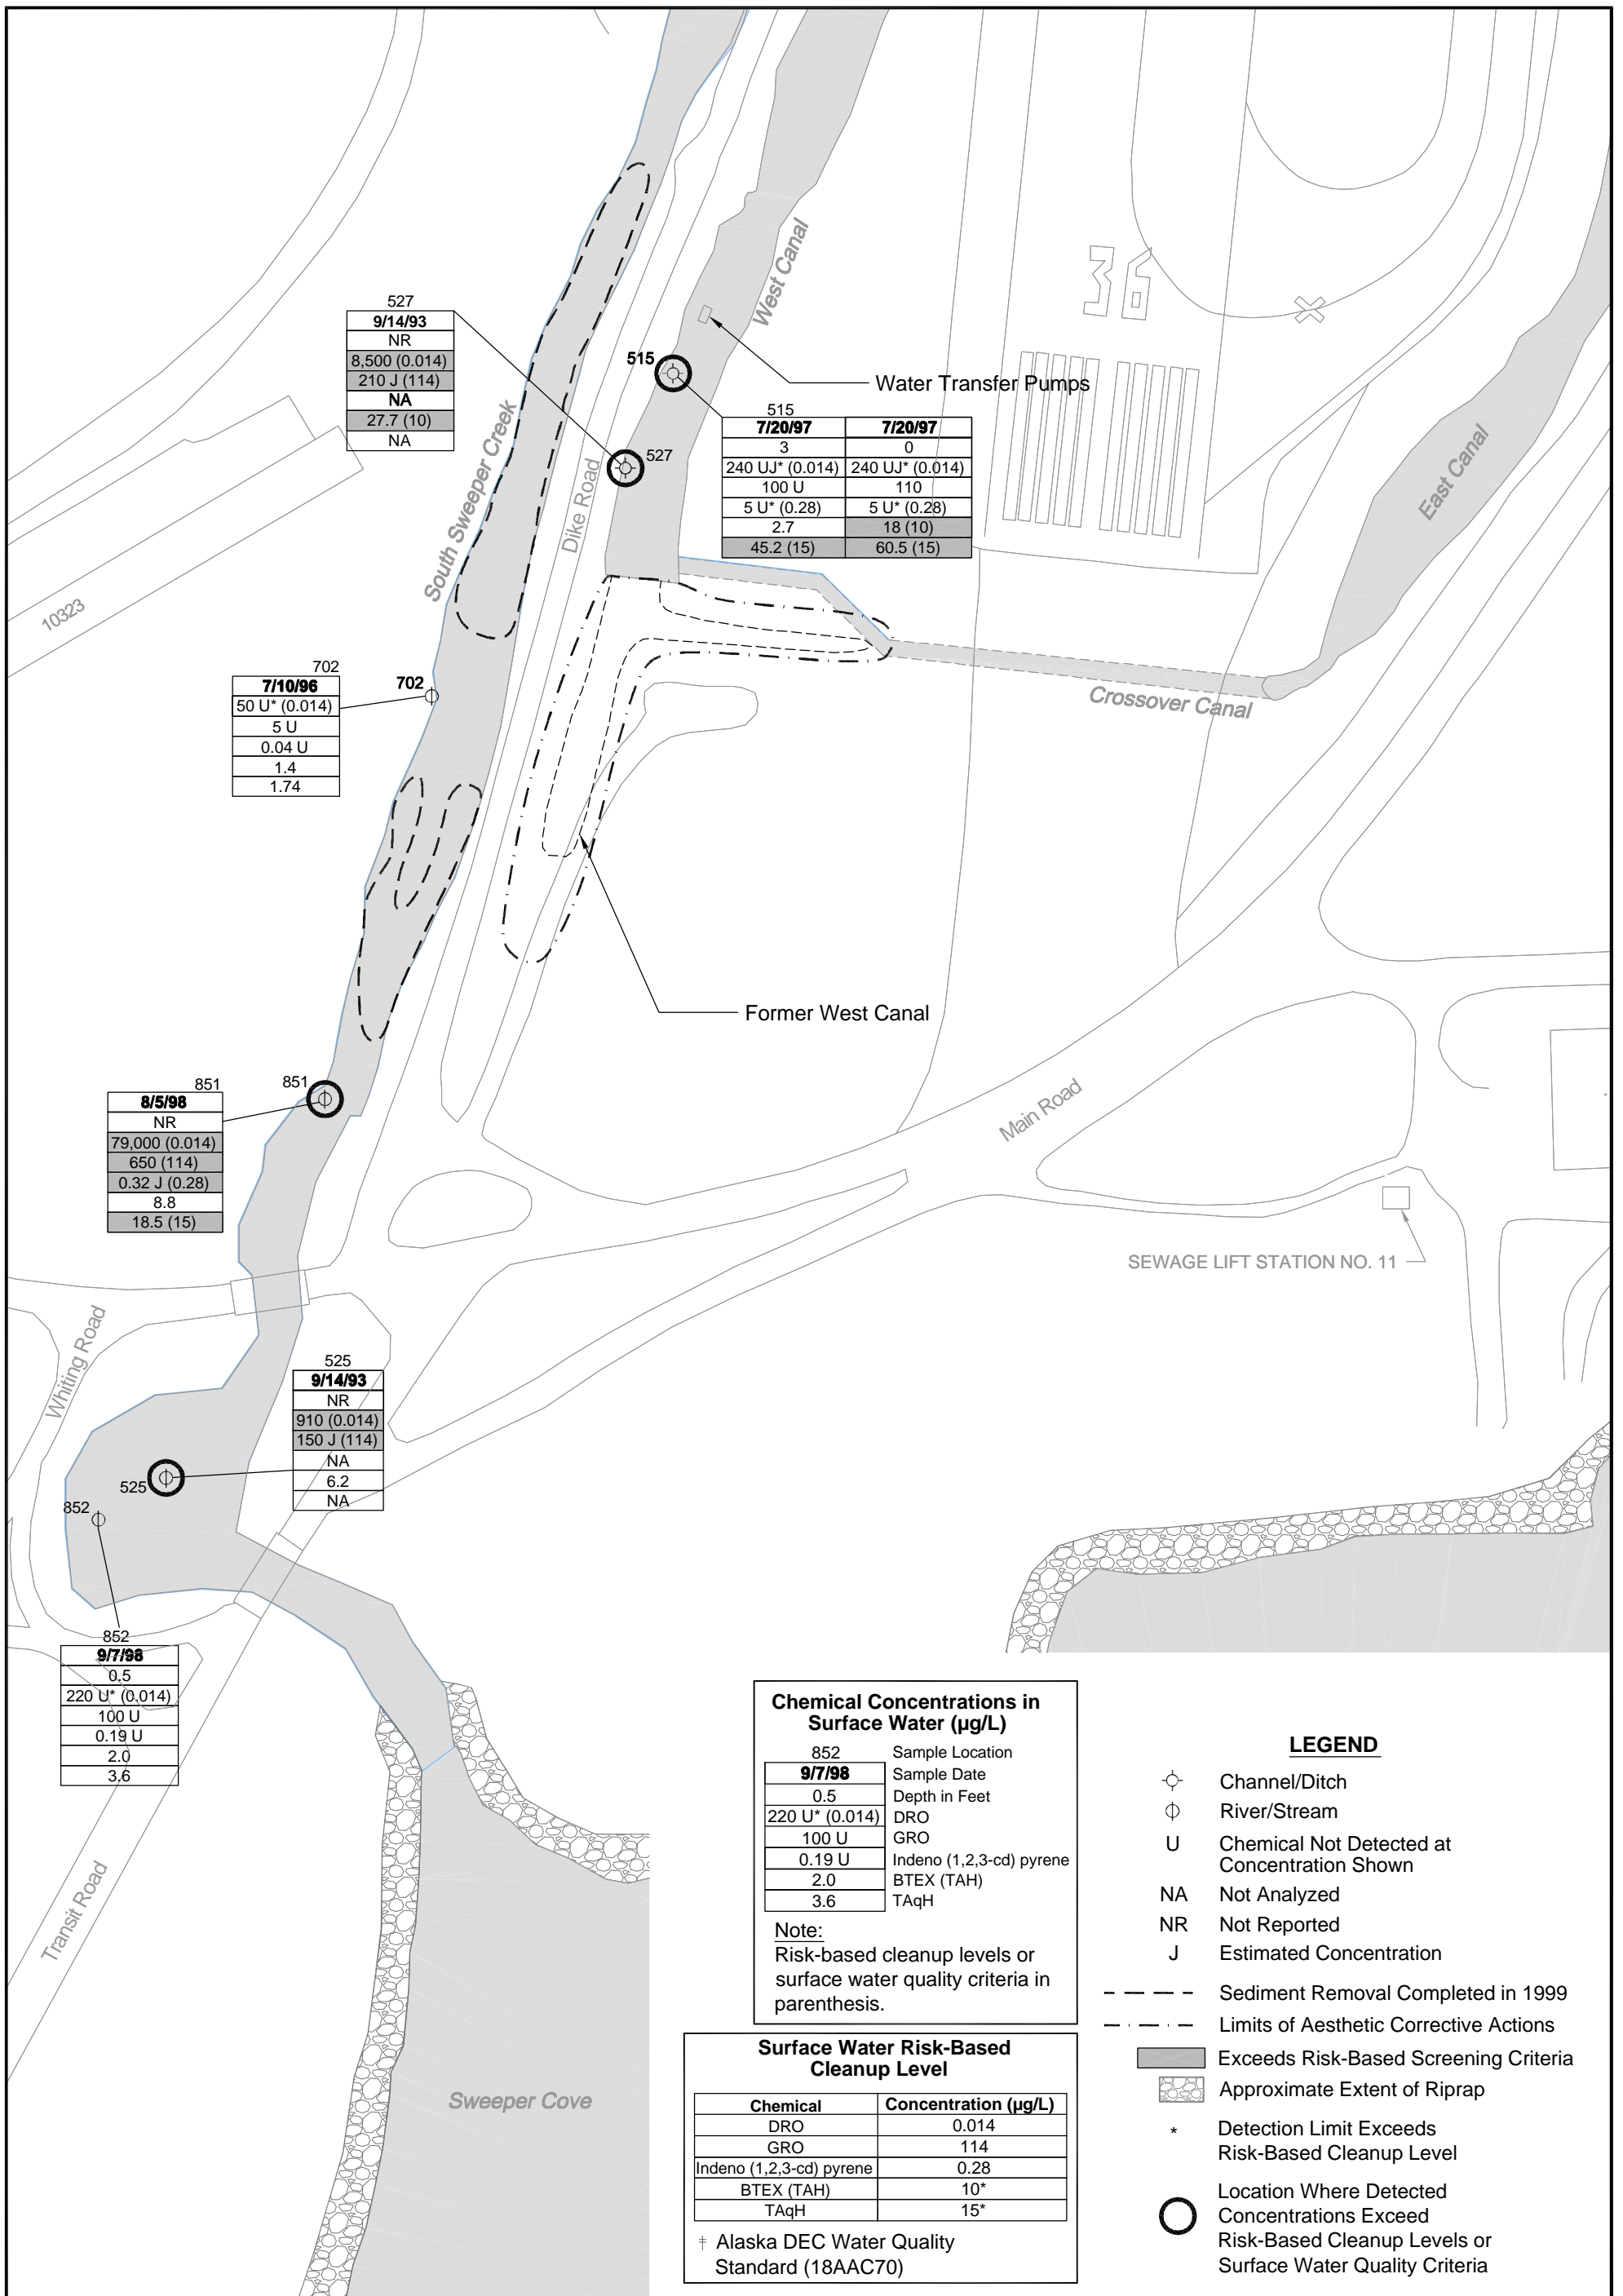 527
9/14/93
NR
8,500 (0.014)
210 J (114)
NA
27.7 (10)
NA
West Canal
36
515
Water Transfer Pumps
515
7/20/97 7/20/97
3 0
240 UJ* (0.014) 240 UJ* (0.014)
100 U 110
5 U* (0.28) 5 U* (0.28)
2.7 18 (10)
45.2 (15) 60.5 (15)
527
South Sweeper Creek
Dike Road
East Canal
10323
702
7/10/96
50 U* (0.014)
5 U
0.04 U
1.4
1.74
702
Crossover Canal
Former West Canal
851
8/5/98
NR
79,000 (0.014)
650 (114)
0.32 J (0.28)
8.8
18.5 (15)
851
Main Road
SEWAGE LIFT STATION NO. 11
Whiting Road
525
9/14/93
NR
910 (0.014)
150 J (114)
NA
6.2
NA
525
852
852
9/7/98
0.5
220 U* (0.014)
100 U
0.19 U
2.0
3.6
Transit Road
Sweeper Cove
Chemical Concentrations in
Surface Water (µg/L)
852 Sample Location
9/7/98 Sample Date
0.5 Depth in Feet
220 U* (0.014) DRO
100 U GRO
0.19 U Indeno (1,2,3-cd) pyrene
2.0 BTEX (TAH)
3.6 TAqH
Note:
Risk-based cleanup levels or
surface water quality criteria in
parenthesis.
Surface Water Risk-Based
Cleanup Level
Chemical Concentration (µg/L)
DRO 0.014
GRO 114
Indeno (1,2,3-cd) pyrene 0.28
BTEX (TAH) 10*
TAqH 15*
‡ Alaska DEC Water Quality
Standard (18AAC70)
LEGEND
Channel/Ditch
River/Stream
U Chemical Not Detected at
Concentration Shown
NA Not Analyzed
NR Not Reported
J Estimated Concentration
Sediment Removal Completed in 1999
Limits of Aesthetic Corrective Actions
Exceeds Risk-Based Screening Criteria
Approximate Extent of Riprap
* Detection Limit Exceeds
Risk-Based Cleanup Level
Location Where Detected
Concentrations Exceed
Risk-Based Cleanup Levels or
Surface Water Quality Criteria